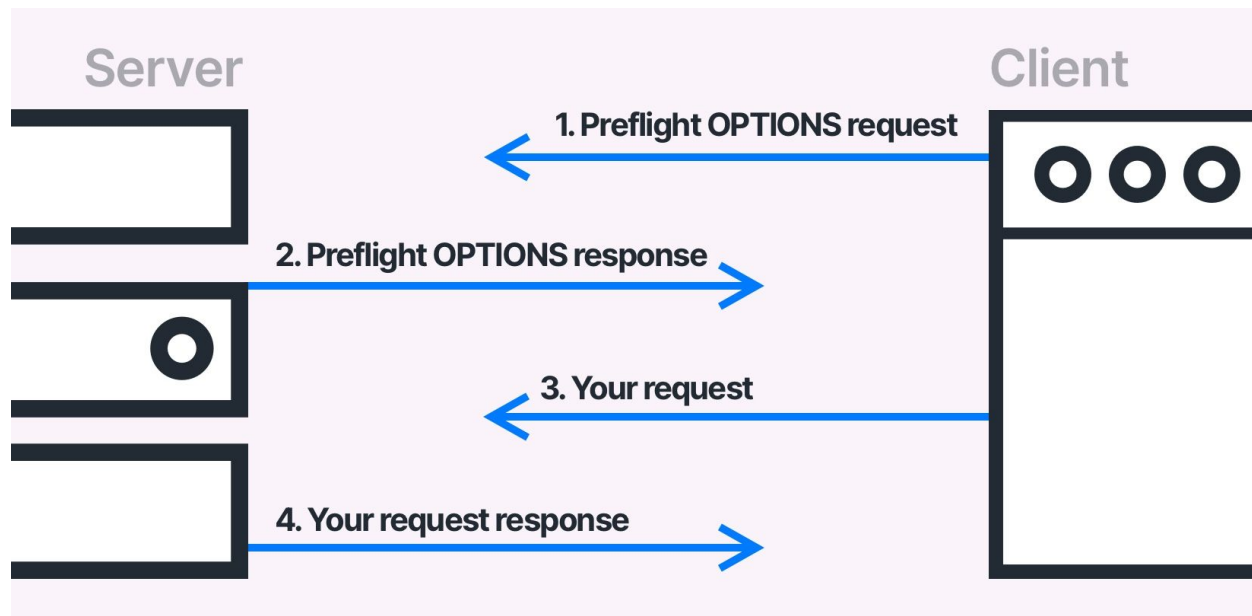 Server
Client
1. Preflight OPTIONS request
2. Preflight OPTIONS response
3. Your request
4. Your request response